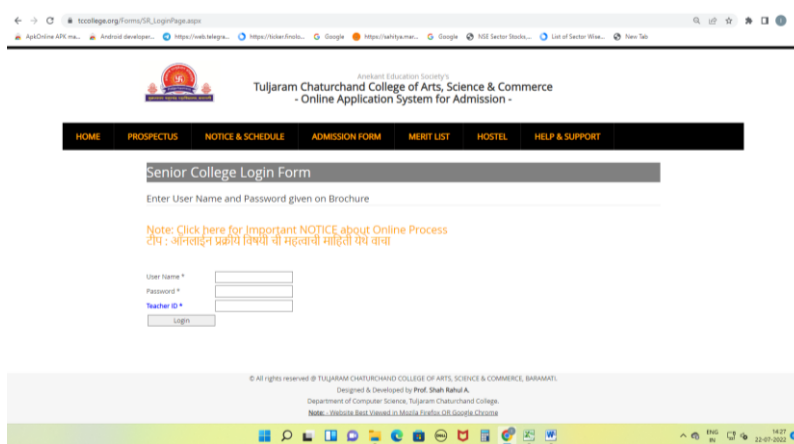 tccollege.org/Forms/SR_LoginPage.aspx
ApkOnline APK ma... Android developer... https://web.telegra... https://ticker.finolo... Google https://sahitya.mar... Google NSE Sector Stocks,... List of Sector Wise... New Tab
Anekant Education Society's
Tuljaram Chaturchand College of Arts, Science & Commerce
- Online Application System for Admission -
HOME PROSPECTUS NOTICE & SCHEDULE ADMISSION FORM MERIT LIST HOSTEL HELP & SUPPORT
Senior College Login Form
Enter User Name and Password given on Brochure
Note: Click here for Important NOTICE about Online Process
टीप : ऑनलाईन प्रक्रीये विषयी ची महत्वाची माहिती येथे वाचा
User Name *
Password *
Teacher ID *
Login
© All rights reserved @ TULJARAM CHATURCHAND COLLEGE OF ARTS, SCIENCE & COMMERCE, BARAMATI.
Designed & Developed by Prof. Shah Rahul A.
Department of Computer Science, Tuljaram Chaturchand College.
Note: - Website Best Viewed in Mozila Firefox OR Google Chrome
ENG 14:27
IN 22-07-2022